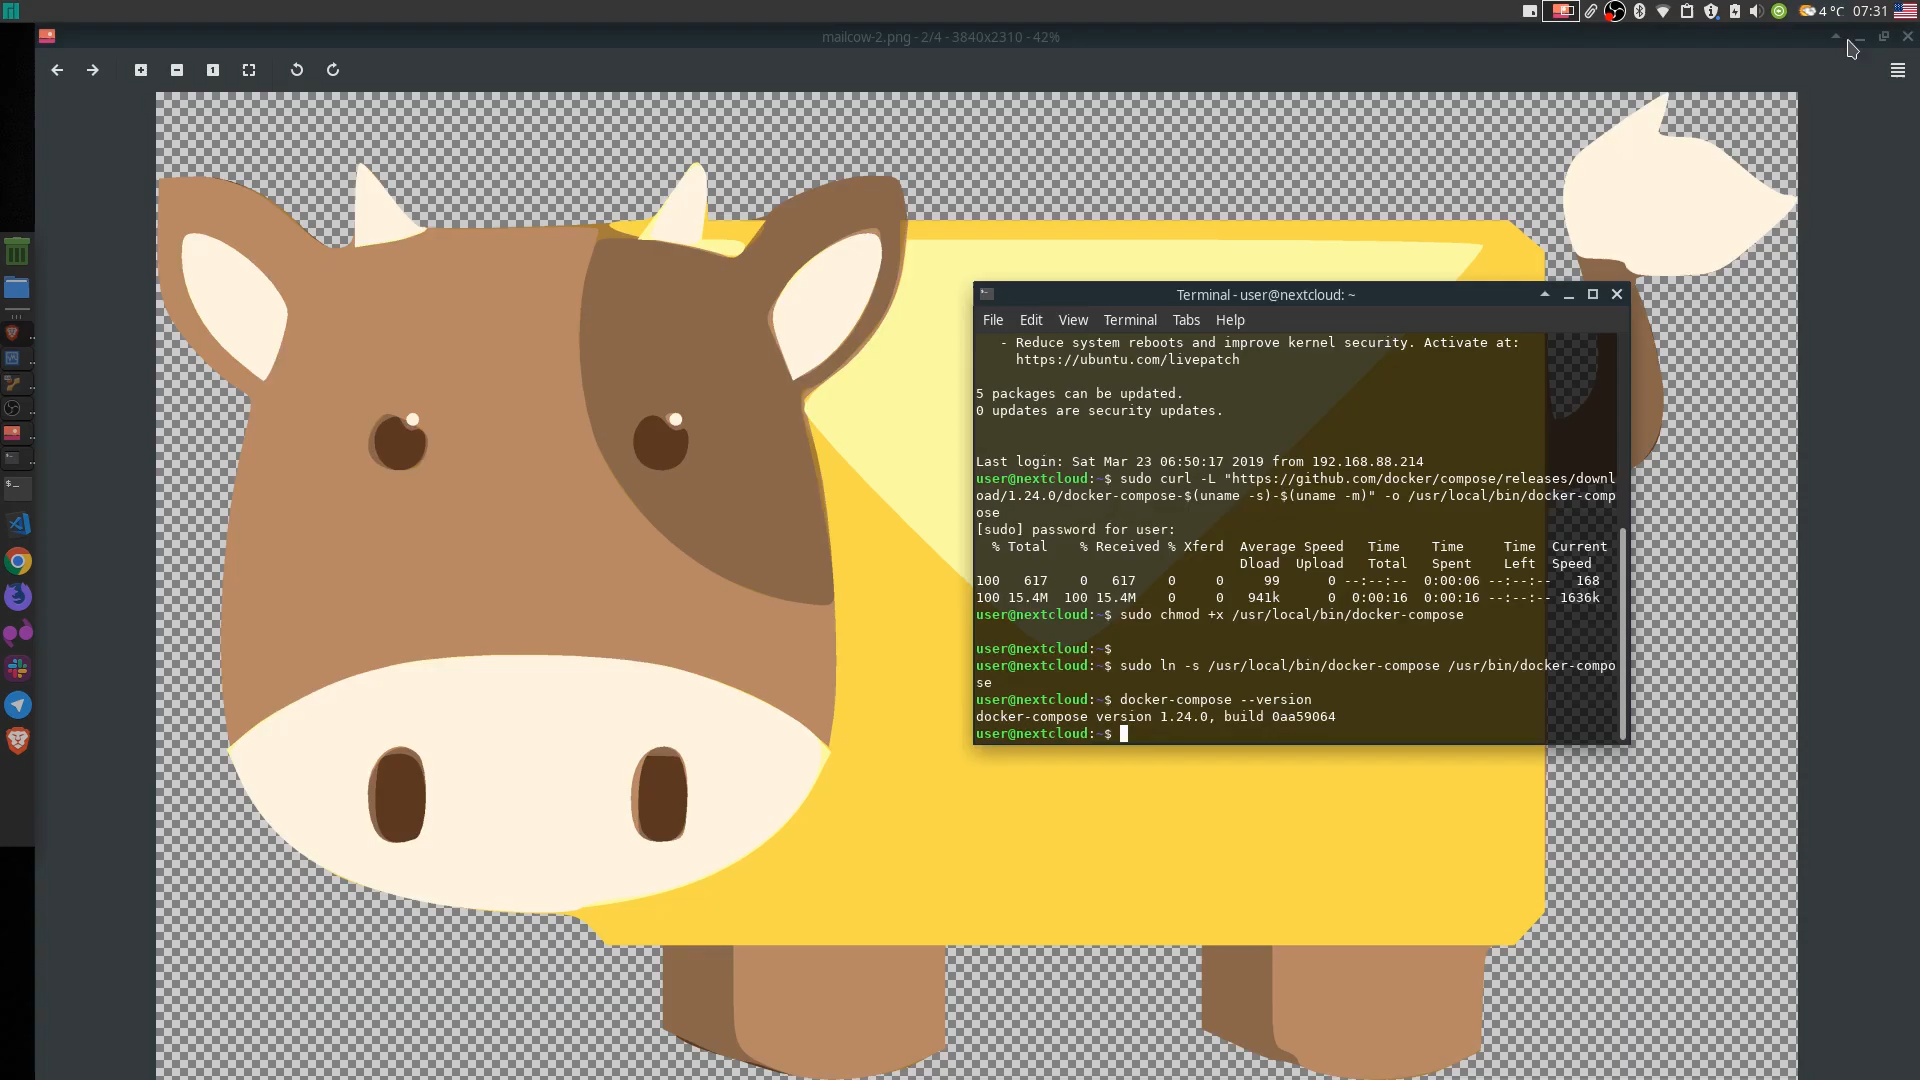 4 °C 07:31
mailcow-2.png - 2/4 - 3840x2310 - 42%
Terminal - user@nextcloud: ~
File Edit View Terminal Tabs Help
- Reduce system reboots and improve kernel security. Activate at:
https://ubuntu.com/livepatch
5 packages can be updated.
0 updates are security updates.
Last login: Sat Mar 23 06:50:17 2019 from 192.168.88.214
user@nextcloud:~$ sudo curl -L "https://github.com/docker/compose/releases/downl
oad/1.24.0/docker-compose-$(uname -s)-$(uname -m)" -o /usr/local/bin/docker-comp
ose
[sudo] password for user:
% Total % Received % Xferd Average Speed Time Time Time Current
Dload Upload Total Spent Left Speed
100 617 0 617 0 0 99 0 --:--:-- 0:00:06 --:--:-- 168
100 15.4M 100 15.4M 0 0 941k 0 0:00:16 0:00:16 --:--:-- 1636k
user@nextcloud:~$ sudo chmod +x /usr/local/bin/docker-compose
user@nextcloud:~$
user@nextcloud:~$ sudo ln -s /usr/local/bin/docker-compose /usr/bin/docker-compo
se
user@nextcloud:~$ docker-compose --version
docker-compose version 1.24.0, build 0aa59064
user@nextcloud:~$